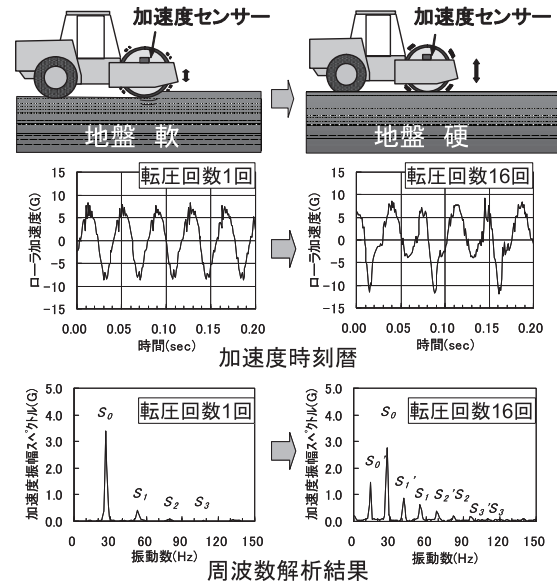 加速度センサー
加速度センサー
地盤 軟
地盤 硬
転圧回数1回
転圧回数16回
ローラ加速度(G)
15
10
5
0
-5
-10
-15
0.00 0.05 0.10 0.15 0.20
時間(sec)
ローラ加速度(G)
15
10
5
0
-5
-10
-15
0.00 0.05 0.10 0.15 0.20
時間(sec)
加速度時刻暦
転圧回数1回
転圧回数16回
加速度振幅スペクトル(G)
5.0
4.0
3.0
2.0
1.0
0.0
S0
S1
S2
S3
0 30 60 90 120 150
振動数(Hz)
加速度振幅スペクトル(G)
5.0
4.0
3.0
2.0
1.0
0.0
S0
S0'
S1'
S1
S2'
S2
S3'
S3
0 30 60 90 120 150
振動数(Hz)
周波数解析結果